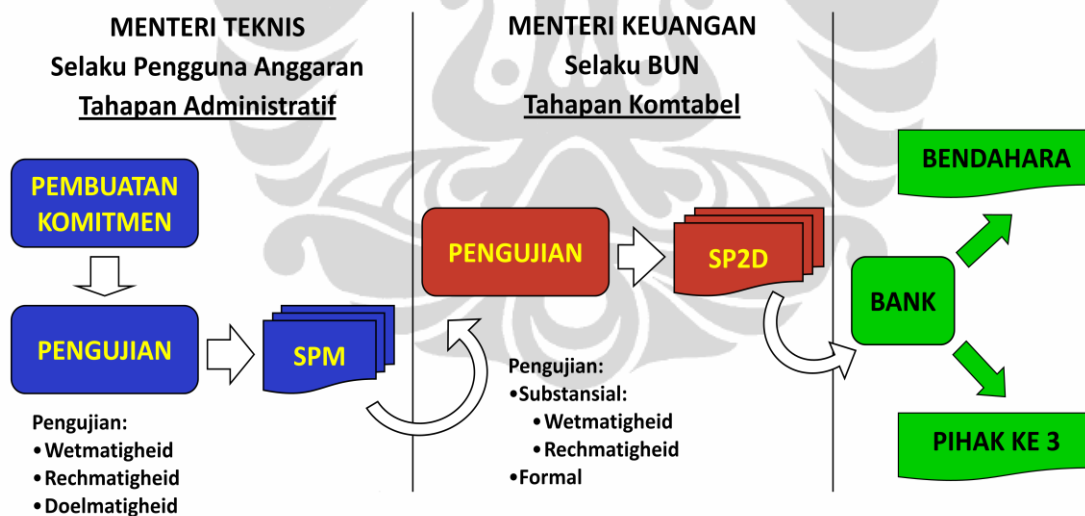 MENTERI TEKNIS
Selaku Pengguna Anggaran
Tahapan Administratif
PEMBUATAN
KOMITMEN
PENGUJIAN
SPM
Pengujian:
•Wetmatigheid
•Rechmatigheid
•Doelmatigheid
MENTERI KEUANGAN
Selaku BUN
Tahapan Komtabel
PENGUJIAN
SP2D
Pengujian:
•Substansial:
•Wetmatigheid
•Rechmatigheid
•Formal
BENDAHARA
BANK
PIHAK KE 3